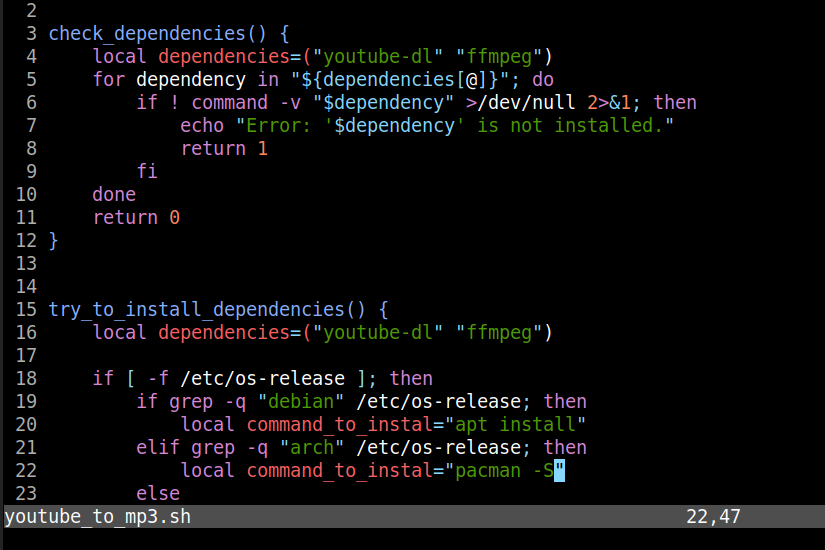 2
3 check_dependencies() {
4     local dependencies=("youtube-dl" "ffmpeg")
5     for dependency in "${dependencies[@]}"; do
6         if ! command -v "$dependency" >/dev/null 2>&1; then
7             echo "Error: '$dependency' is not installed."
8             return 1
9         fi
10     done
11     return 0
12 }
13
14
15 try_to_install_dependencies() {
16     local dependencies=("youtube-dl" "ffmpeg")
17
18     if [ -f /etc/os-release ]; then
19         if grep -q "debian" /etc/os-release; then
20             local command_to_instal="apt install"
21         elif grep -q "arch" /etc/os-release; then
22             local command_to_instal="pacman -S"
23         else
youtube_to_mp3.sh 22,47